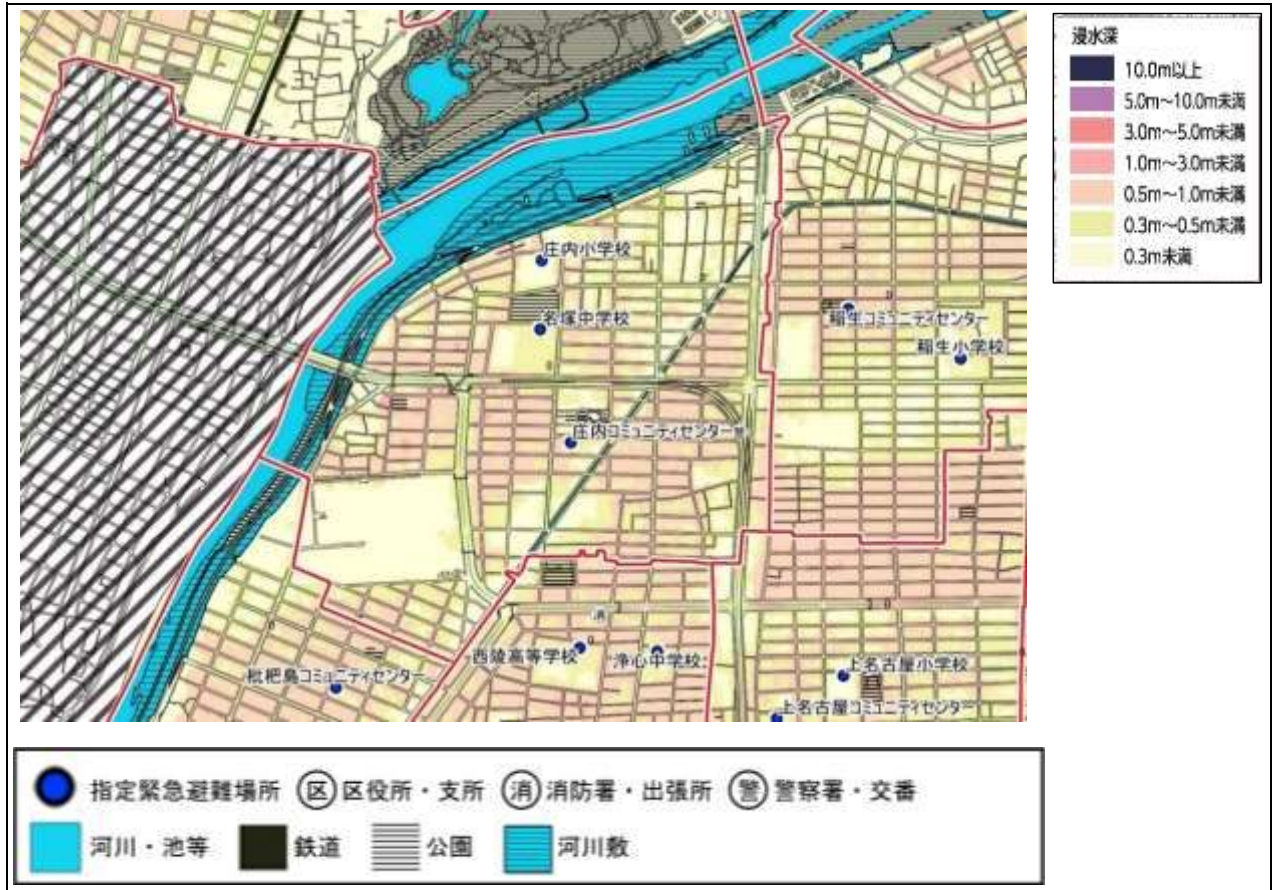 浸水深
10.0m以上
5.0m～10.0m未満
3.0m～5.0m未満
1.0m～3.0m未満
0.5m～1.0m未満
0.3m～0.5m未満
0.3m未満
庄内小学校
名塚中学校
稲生コミュニティセンター
稲生小学校
庄内コミュニティセンター
消
西陵高等学校
浄心中学校
上名古屋小学校
枇杷島コミュニティセンター
上名古屋コミュニティセンター
指定緊急避難場所 区 区役所・支所 消 消防署・出張所 警 警察署・交番
河川・池等 鉄道 公園 河川敷